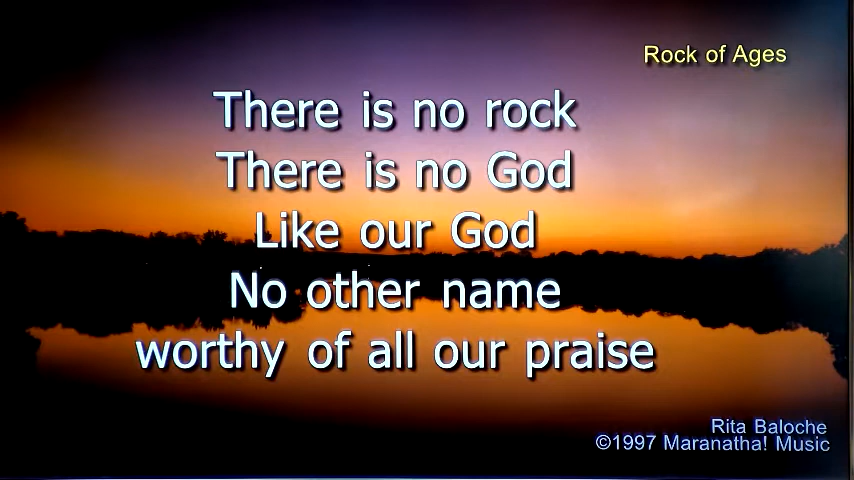 Rock of Ages
There is no rock
There is no God
Like our God
No other name
worthy of all our praise
Rita Baloche
©1997 Maranatha! Music